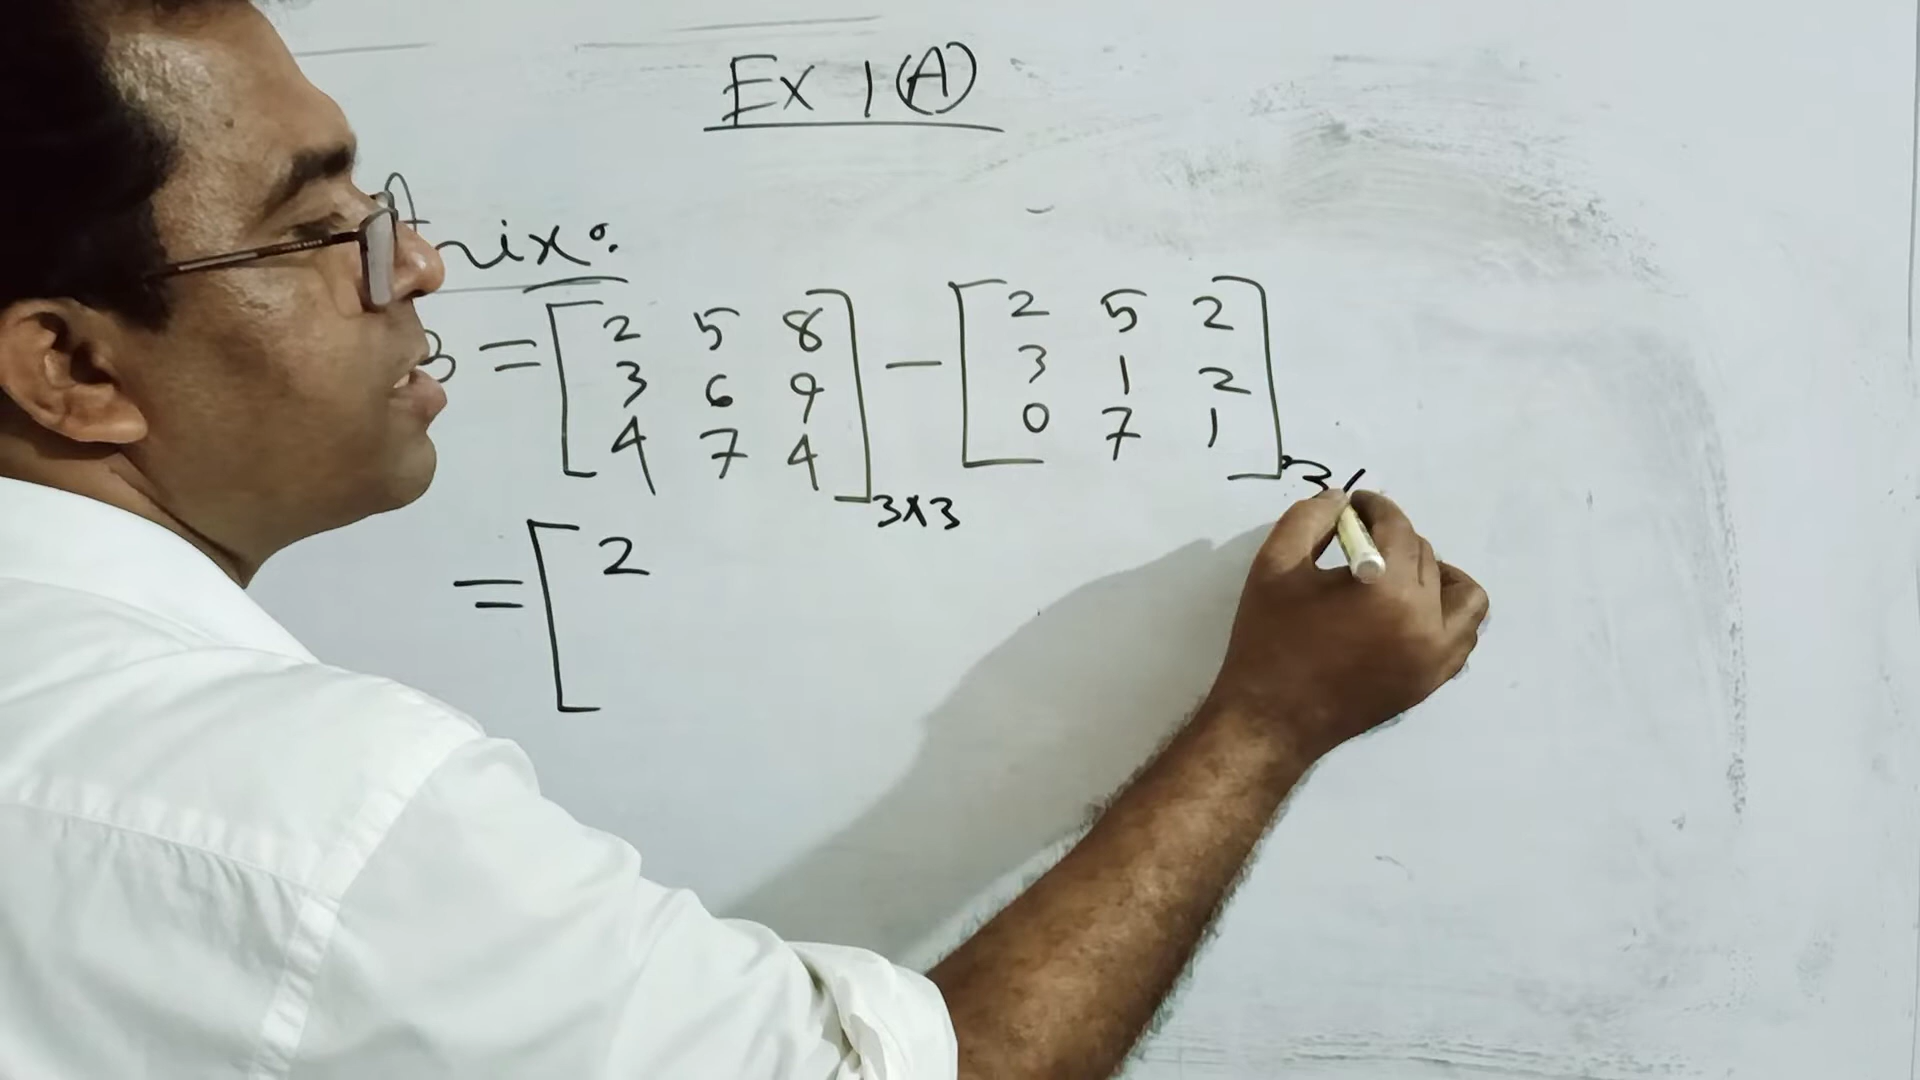 EX 1(A)
rix:
B = [ 2 5 8 ] - [ 2 5 2 ]
3 6 9 3 1 2
4 7 4 0 7 1
3x3 3
= [ 2